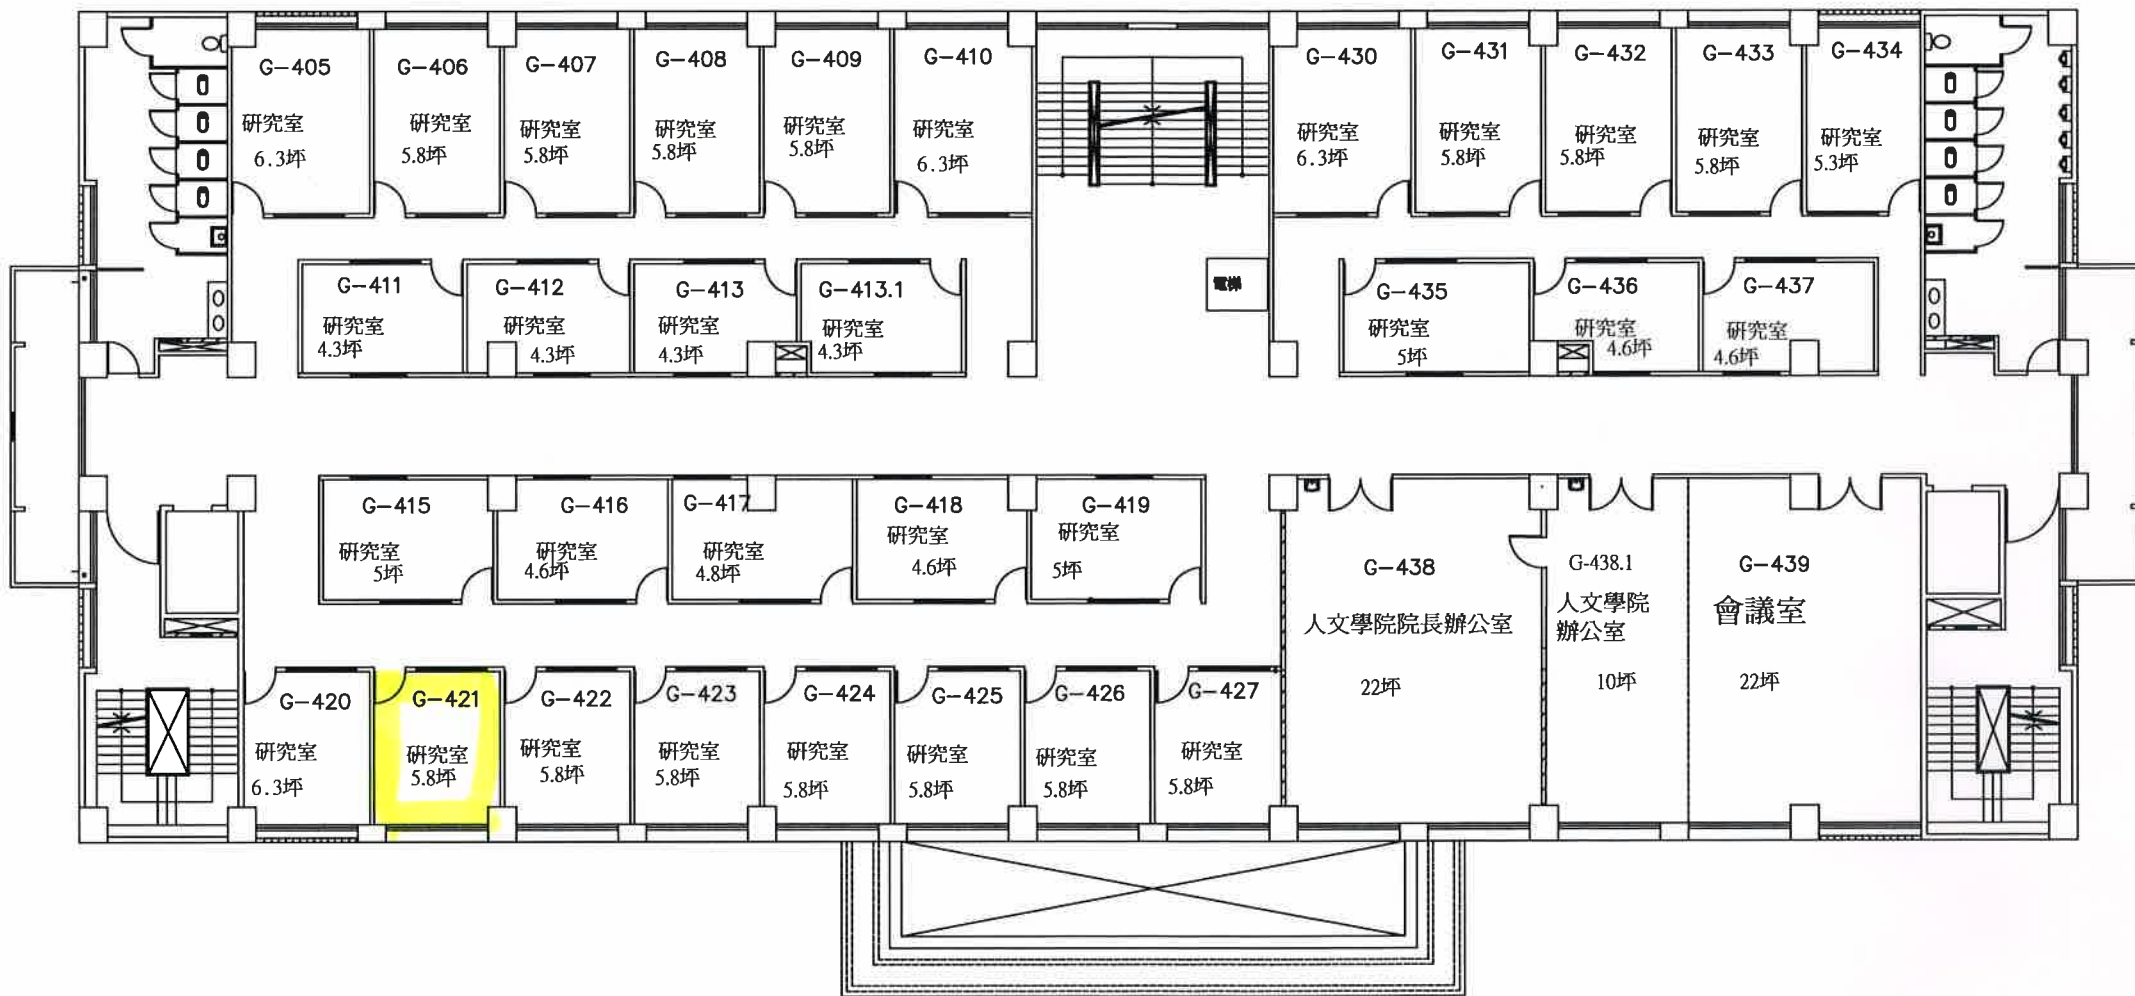 G-405
研究室
6.3坪
G-406
研究室
5.8坪
G-407
研究室
5.8坪
G-408
研究室
5.8坪
G-409
研究室
5.8坪
G-410
研究室
6.3坪
G-430
研究室
6.3坪
G-431
研究室
5.8坪
G-432
研究室
5.8坪
G-433
研究室
5.8坪
G-434
研究室
5.3坪
G-411
研究室
4.3坪
G-412
研究室
4.3坪
G-413
研究室
4.3坪
G-413.1
研究室
4.3坪
電梯
G-435
研究室
5坪
G-436
研究室
4.6坪
G-437
研究室
4.6坪
G-415
研究室
5坪
G-416
研究室
4.6坪
G-417
研究室
4.8坪
G-418
研究室
4.6坪
G-419
研究室
5坪
G-438
人文學院院長辦公室
22坪
G-438.1
人文學院
辦公室
10坪
G-439
會議室
22坪
G-420
研究室
6.3坪
G-421
研究室
5.8坪
G-422
研究室
5.8坪
G-423
研究室
5.8坪
G-424
研究室
5.8坪
G-425
研究室
5.8坪
G-426
研究室
5.8坪
G-427
研究室
5.8坪